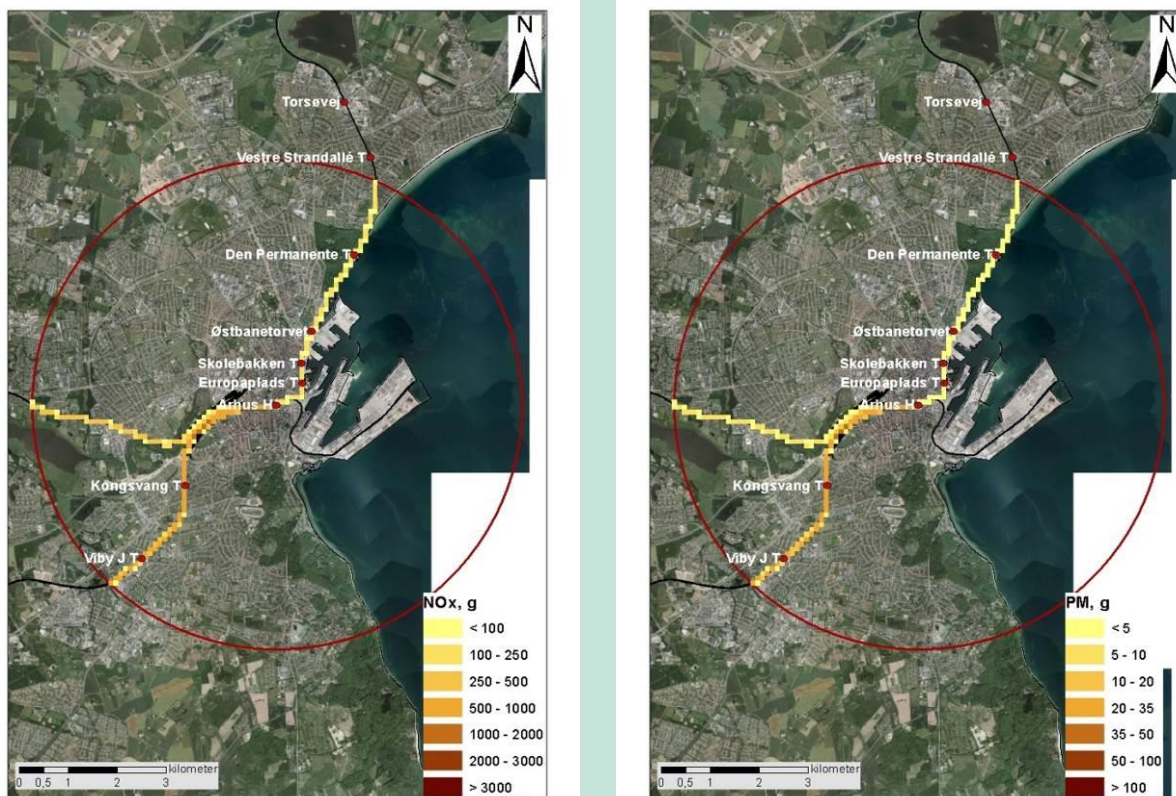 N
Torsøvej
Vestre Strandallé T
Den Permanente T
Østbanetorvet
Skolebakken T
Europaplads T
Århus H
Kongsvang T
Viby J T
NOx, g
< 100
100 - 250
250 - 500
500 - 1000
1000 - 2000
2000 - 3000
> 3000
kilometer
0 0,5 1 2 3
N
Torsøvej
Vestre Strandallé T
Den Permanente T
Østbanetorvet
Skolebakken T
Europaplads T
Århus H
Kongsvang T
Viby J T
PM, g
< 5
5 - 10
10 - 20
20 - 35
35 - 50
50 - 100
> 100
kilometer
0 0,5 1 2 3